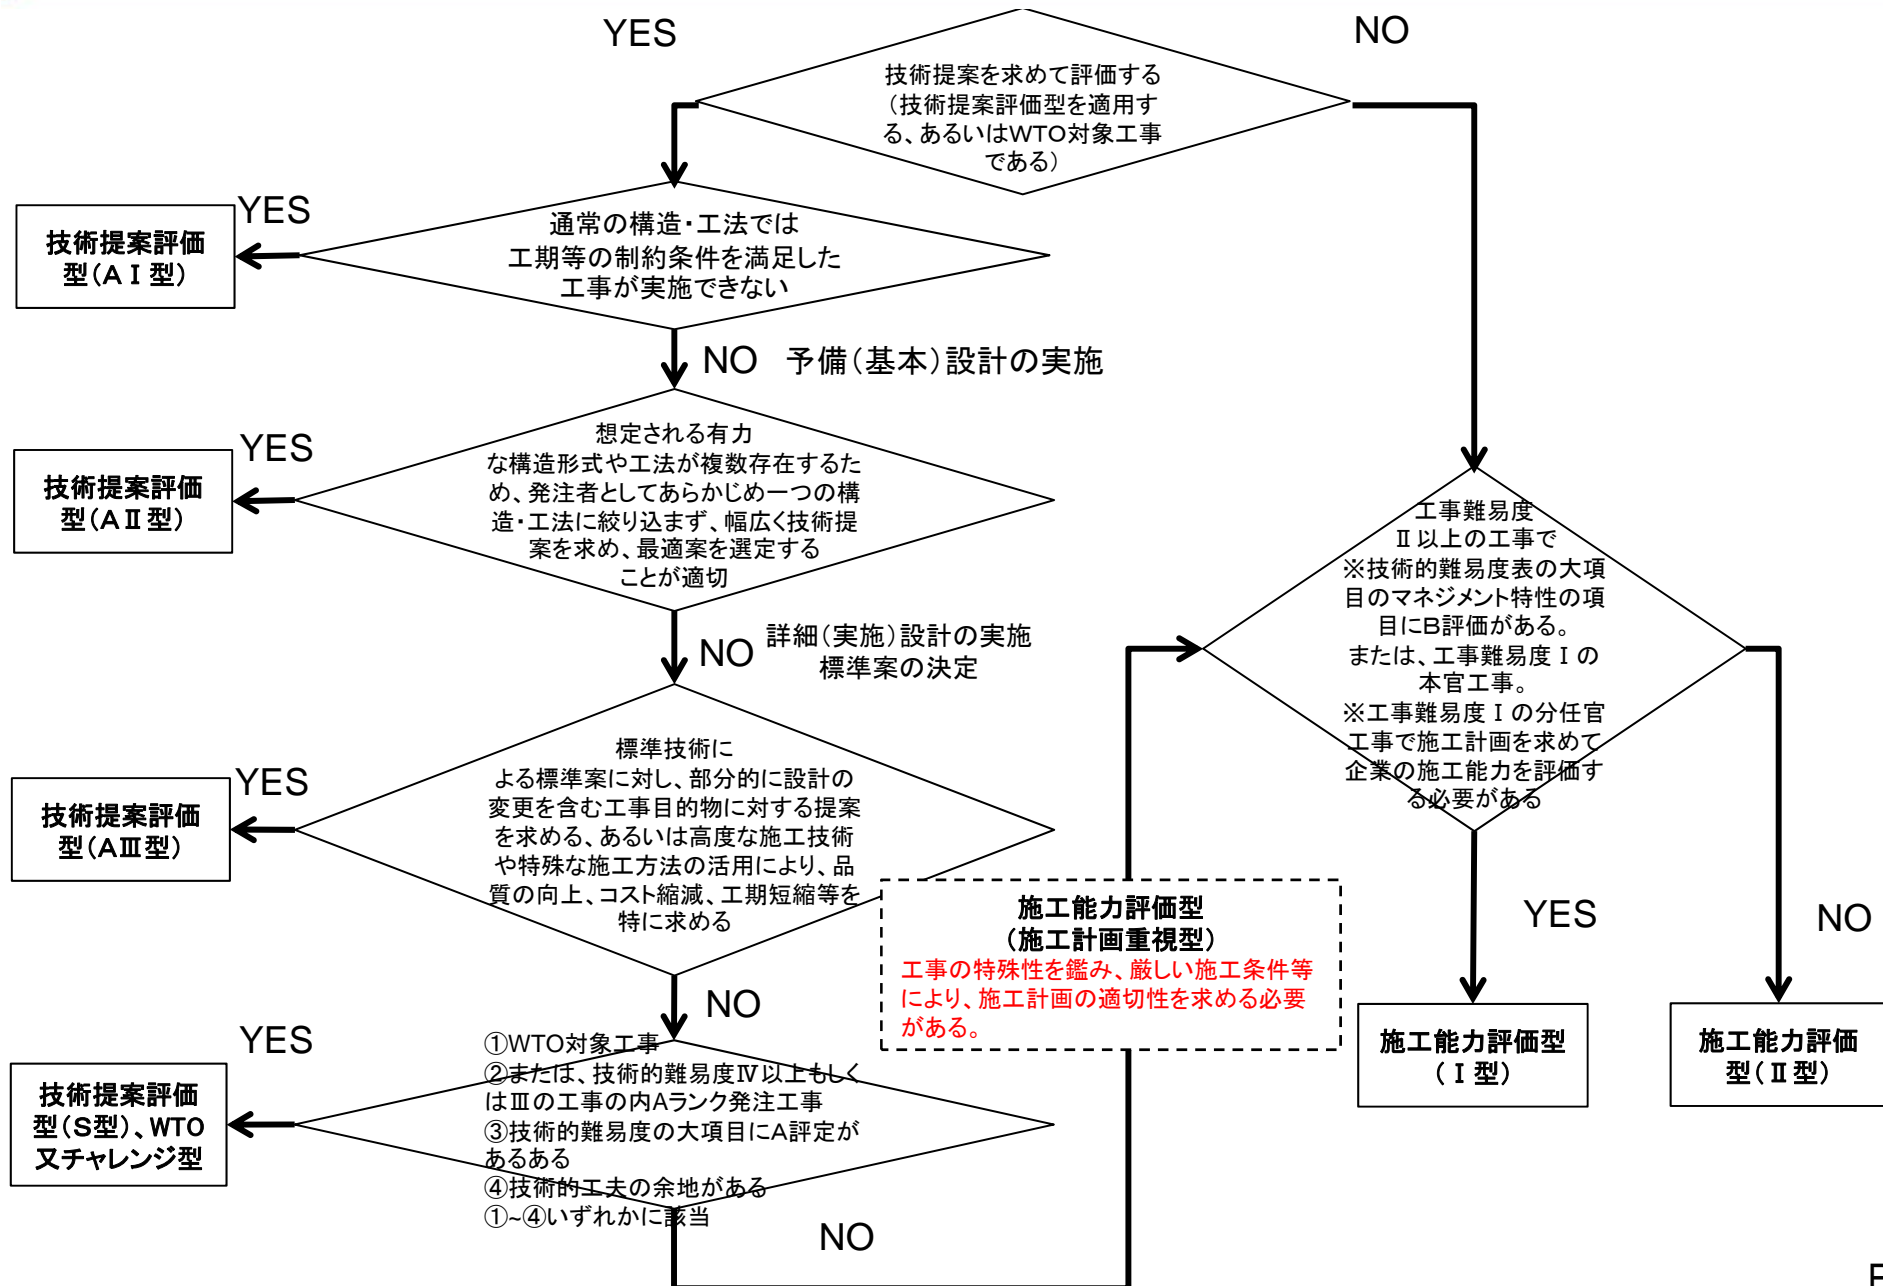 YES
NO
技術提案を求めて評価する
（技術提案評価型を適用す
る、あるいはWTO対象工事
である）
YES
技術提案評価
型（AⅠ型）
通常の構造・工法では
工期等の制約条件を満足した
工事が実施できない
NO 予備（基本）設計の実施
YES
技術提案評価
型（AⅡ型）
想定される有力
な構造形式や工法が複数存在するた
め、発注者としてあらかじめ一つの構
造・工法に絞り込まず、幅広く技術提
案を求め、最適案を選定する
ことが適切
NO
詳細（実施）設計の実施
標準案の決定
YES
技術提案評価
型（AⅢ型）
標準技術に
よる標準案に対し、部分的に設計の
変更を含む工事目的物に対する提案
を求める、あるいは高度な施工技術
や特殊な施工方法の活用により、品
質の向上、コスト縮減、工期短縮等を
特に求める
NO
YES
技術提案評価
型（S型）、WTO
又チャレンジ型
①WTO対象工事
②または、技術的難易度Ⅳ以上もしく
はⅢの工事の内Aランク発注工事
③技術的難易度の大項目にA評定が
あるある
④技術的工夫の余地がある
①~④いずれかに該当
NO
施工能力評価型
（施工計画重視型）
工事の特殊性を鑑み、厳しい施工条件等
により、施工計画の適切性を求める必要
がある。
工事難易度
Ⅱ以上の工事で
※技術的難易度表の大項
目のマネジメント特性の項
目にB評価がある。
または、工事難易度Ⅰの
本官工事。
※工事難易度Ⅰの分任官
工事で施工計画を求めて
企業の施工能力を評価す
る必要がある
YES
NO
施工能力評価型
（Ⅰ型）
施工能力評価
型（Ⅱ型）